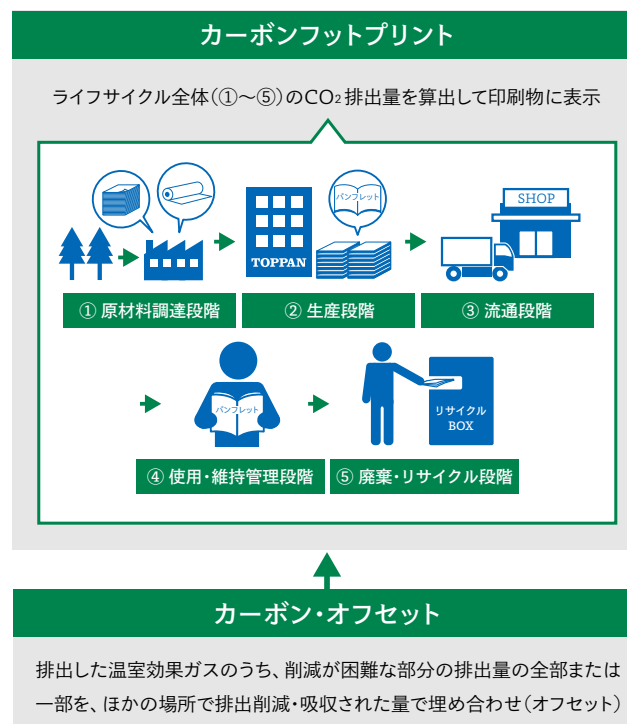 カーボンフットプリント
ライフサイクル全体(①〜⑤)のCO₂排出量を算出して印刷物に表示
パンフレット
SHOP
TOPPAN
① 原材料調達段階
② 生産段階
③ 流通段階
パンフレット
リサイクル
BOX
④ 使用・維持管理段階
⑤ 廃棄・リサイクル段階
カーボン・オフセット
排出した温室効果ガスのうち、削減が困難な部分の排出量の全部または
一部を、ほかの場所で排出削減・吸収された量で埋め合わせ(オフセット)